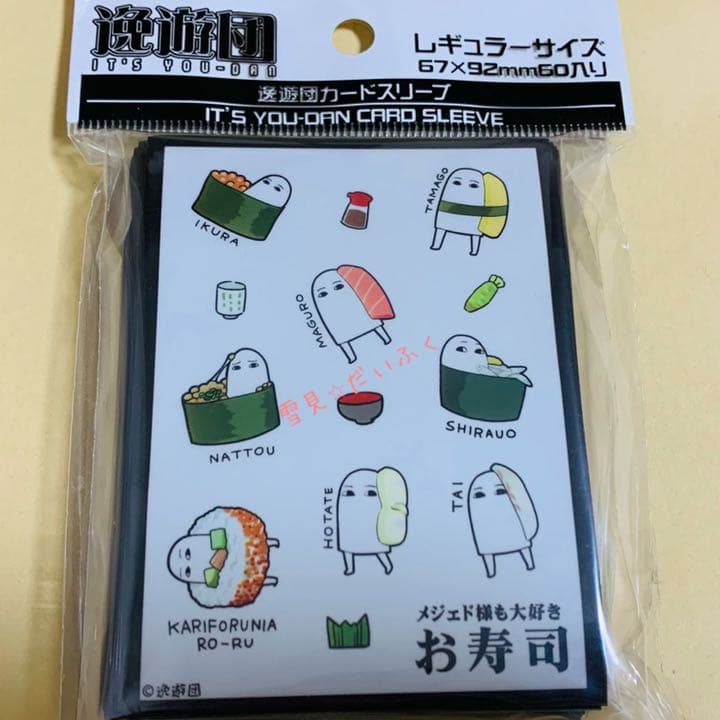 逸遊団
IT'S YOU-DAN
レギュラーサイズ
67×92mm60入り
逸遊団カードスリーブ
IT'S YOU-DAN CARD SLEEVE
IKURA
TAMAGO
MAGURO
雪見☆だいふく
NATTOU
SHIRAUO
HOTATE
TAI
KARIFORUNIA
RO-RU
メジェド様も大好き
お寿司
©逸遊団